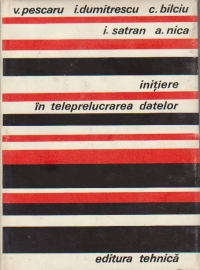 v. pescaru i. dumitrescu c. bilciu
i. satran a. nica
inițiere
în teleprelucrarea datelor
editura tehnică